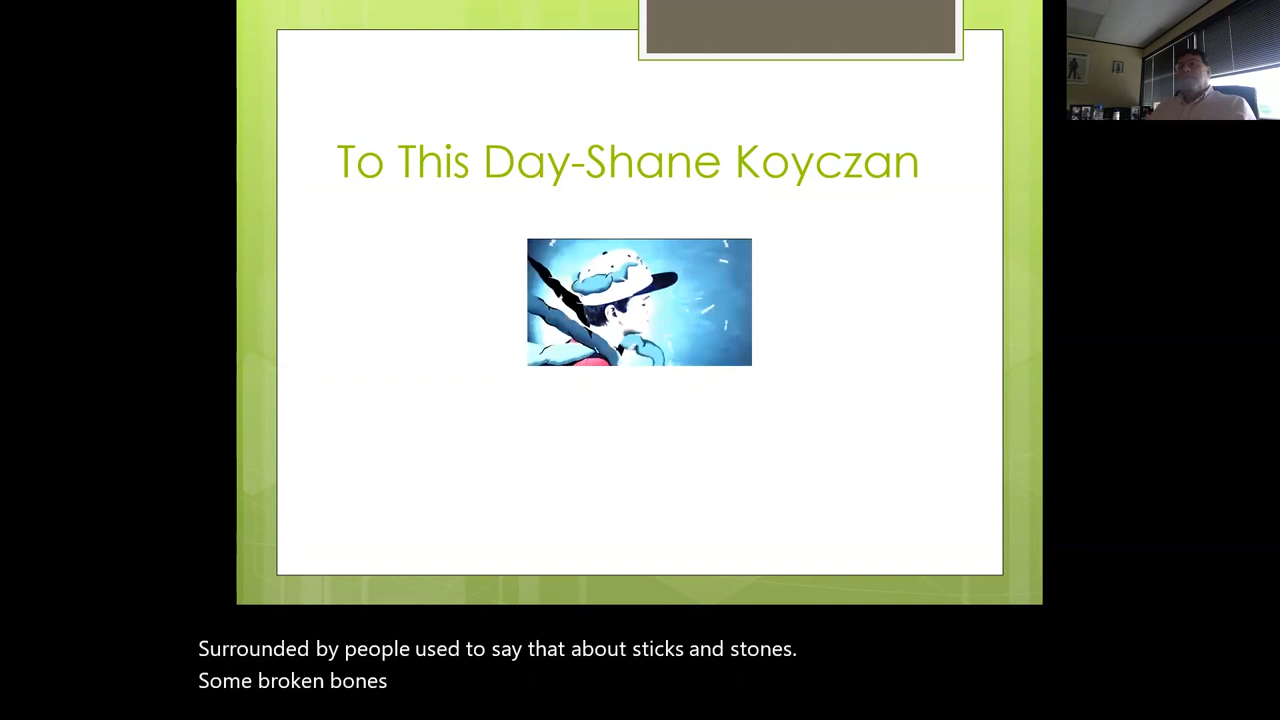 To This Day-Shane Koyczan
Surrounded by people used to say that about sticks and stones.
Some broken bones